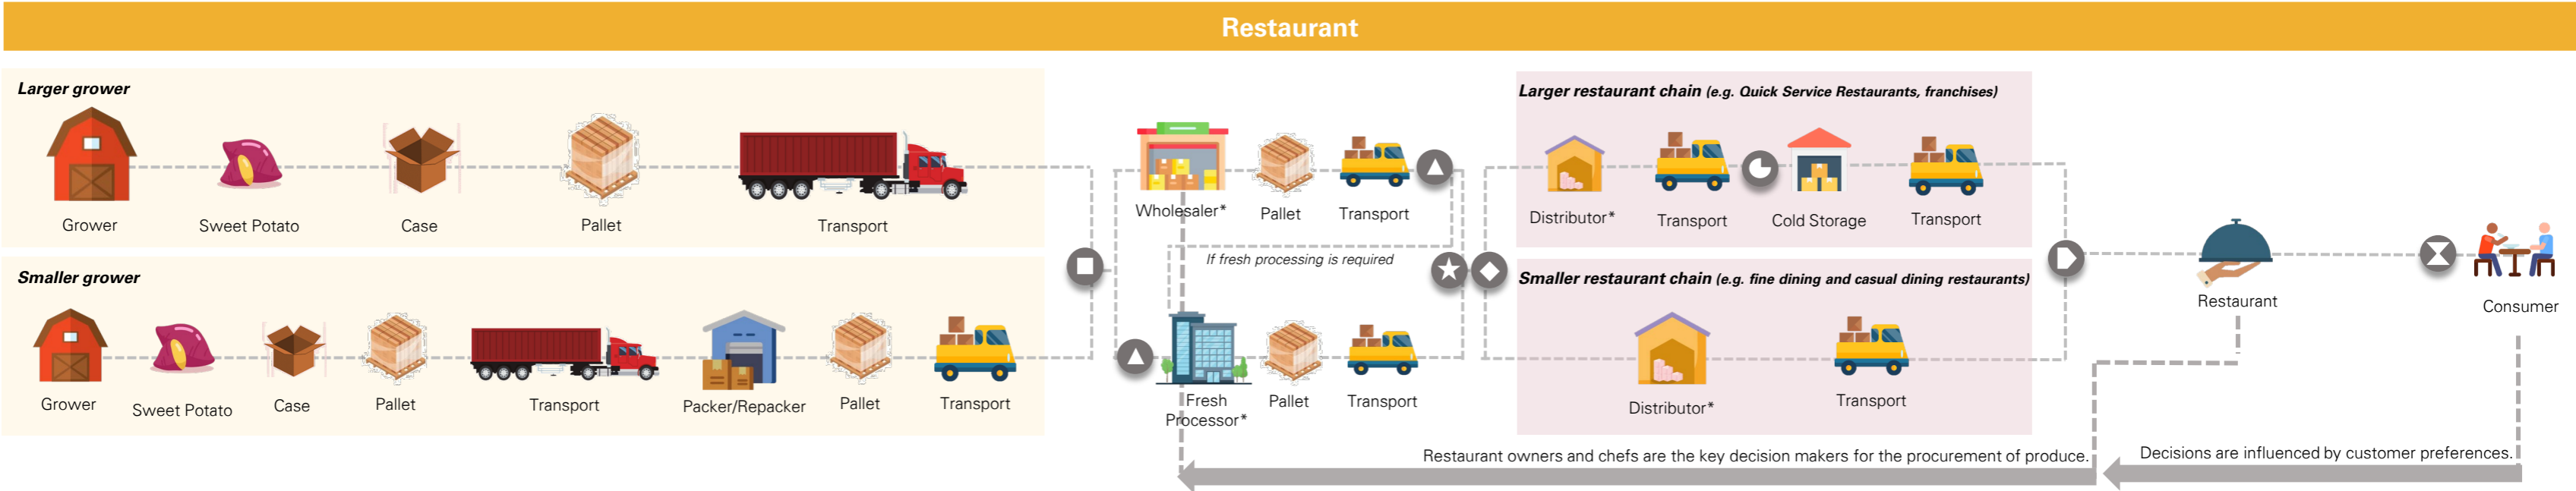 Restaurant
Larger grower
Grower
Sweet Potato
Case
Pallet
Transport
Smaller grower
Grower
Sweet Potato
Case
Pallet
Transport
Packer/Repacker
Pallet
Transport
Wholesaler*
Pallet
Transport
If fresh processing is required
Fresh
Processor*
Pallet
Transport
Larger restaurant chain (e.g. Quick Service Restaurants, franchises)
Distributor*
Transport
Cold Storage
Transport
Smaller restaurant chain (e.g. fine dining and casual dining restaurants)
Distributor*
Transport
Restaurant
Consumer
Restaurant owners and chefs are the key decision makers for the procurement of produce.
Decisions are influenced by customer preferences.